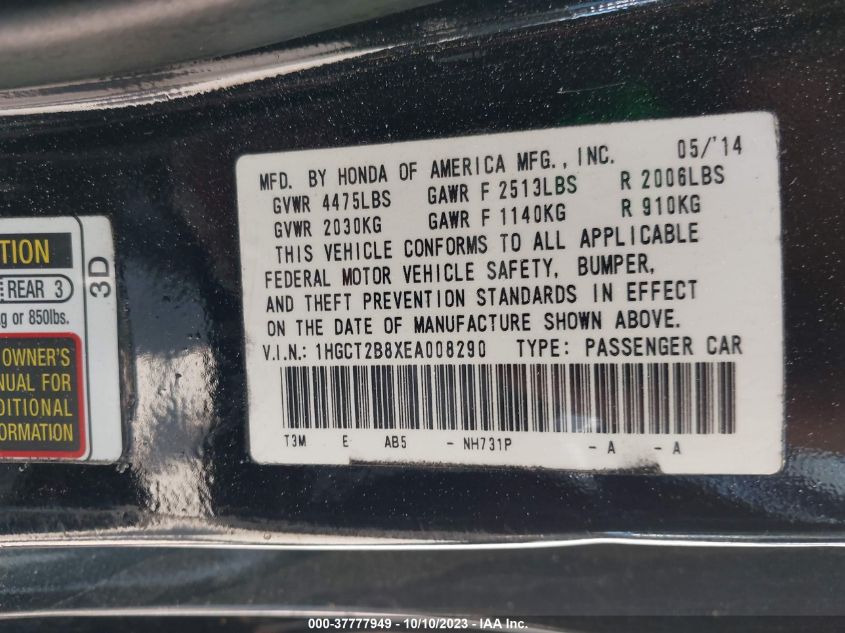 MFD. BY HONDA OF AMERICA MFG., INC. 05/'14
GVWR 4475LBS GAWR F 2513LBS R 2006LBS
GVWR 2030KG GAWR F 1140KG R 910KG
THIS VEHICLE CONFORMS TO ALL APPLICABLE
FEDERAL MOTOR VEHICLE SAFETY, BUMPER,
AND THEFT PREVENTION STANDARDS IN EFFECT
ON THE DATE OF MANUFACTURE SHOWN ABOVE.
V.I.N.: 1HGCT2B8XEA008290 TYPE: PASSENGER CAR
T3M E AB5 - NH731P - A - A
TION
REAR 3
g or 850lbs.
OWNER'S
NUAL FOR
DITIONAL
FORMATION
3D
000-37777949 - 10/10/2023 - IAA Inc.